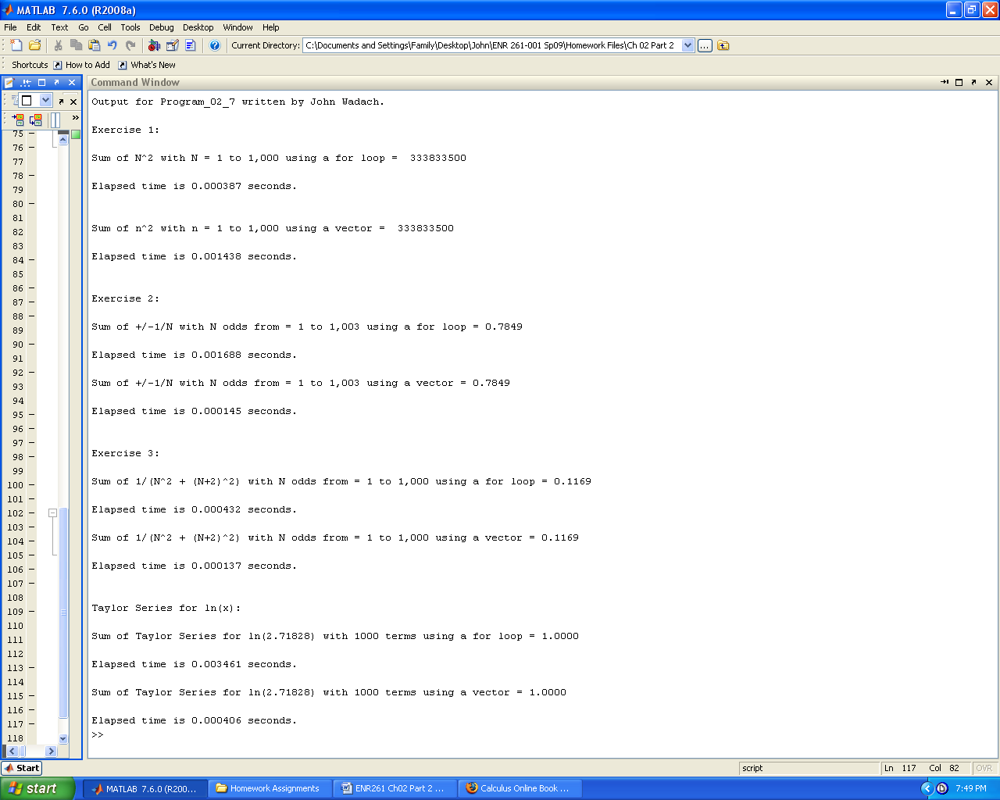 MATLAB 7.6.0 (R2008a)
File Edit Text Go Cell Tools Debug Desktop Window Help
Current Directory: C:\Documents and Settings\Family\Desktop\John\ENR 261-001 Sp09\Homework Files\Ch 02 Part 2
Shortcuts How to Add What's New
Command Window
Output for Program_02_7 written by John Wadach.
Exercise 1:
Sum of N^2 with N = 1 to 1,000 using a for loop =  333833500
Elapsed time is 0.000387 seconds.
Sum of n^2 with n = 1 to 1,000 using a vector =  333833500
Elapsed time is 0.001438 seconds.
Exercise 2:
Sum of +/-1/N with N odds from = 1 to 1,003 using a for loop = 0.7849
Elapsed time is 0.001688 seconds.
Sum of +/-1/N with N odds from = 1 to 1,003 using a vector = 0.7849
Elapsed time is 0.000145 seconds.
Exercise 3:
Sum of 1/(N^2 + (N+2)^2) with N odds from = 1 to 1,000 using a for loop = 0.1169
Elapsed time is 0.000432 seconds.
Sum of 1/(N^2 + (N+2)^2) with N odds from = 1 to 1,000 using a vector = 0.1169
Elapsed time is 0.000137 seconds.
Taylor Series for ln(x):
Sum of Taylor Series for ln(2.71828) with 1000 terms using a for loop = 1.0000
Elapsed time is 0.003461 seconds.
Sum of Taylor Series for ln(2.71828) with 1000 terms using a vector = 1.0000
Elapsed time is 0.000406 seconds.
>>
75 −
76 −
77
78 −
79
80 −
81
82
83
84 −
85
86 −
87 −
88 −
89
90 −
91
92 −
93
94
95 −
96 −
97 −
98 −
99
100 −
101 −
102 −
103 −
104 −
105 −
106 −
107
108
109 −
110
111 −
112
113 −
114
115 −
116 −
117 −
118
Start
script Ln 117 Col 82 OVR
start MATLAB 7.6.0 (R200... Homework Assignments ENR261 Ch02 Part 2 ... Calculus Online Book ... 7:49 PM